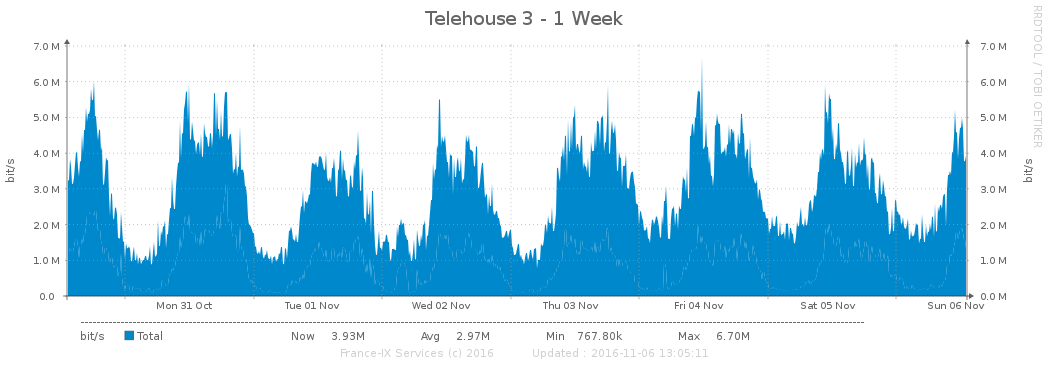 Telehouse 3 - 1 Week
RRDTOOL / TOBI OETIKER
7.0 M 7.0 M
6.0 M 6.0 M
5.0 M 5.0 M
4.0 M 4.0 M
3.0 M 3.0 M
2.0 M 2.0 M
1.0 M 1.0 M
0.0 0.0 M
bit/s
bit/s
Mon 31 Oct Tue 01 Nov Wed 02 Nov Thu 03 Nov Fri 04 Nov Sat 05 Nov Sun 06 Nov
bit/s Total Now 3.93M Avg 2.97M Min 767.80k Max 6.70M
France-IX Services (c) 2016 Updated : 2016-11-06 13:05:11